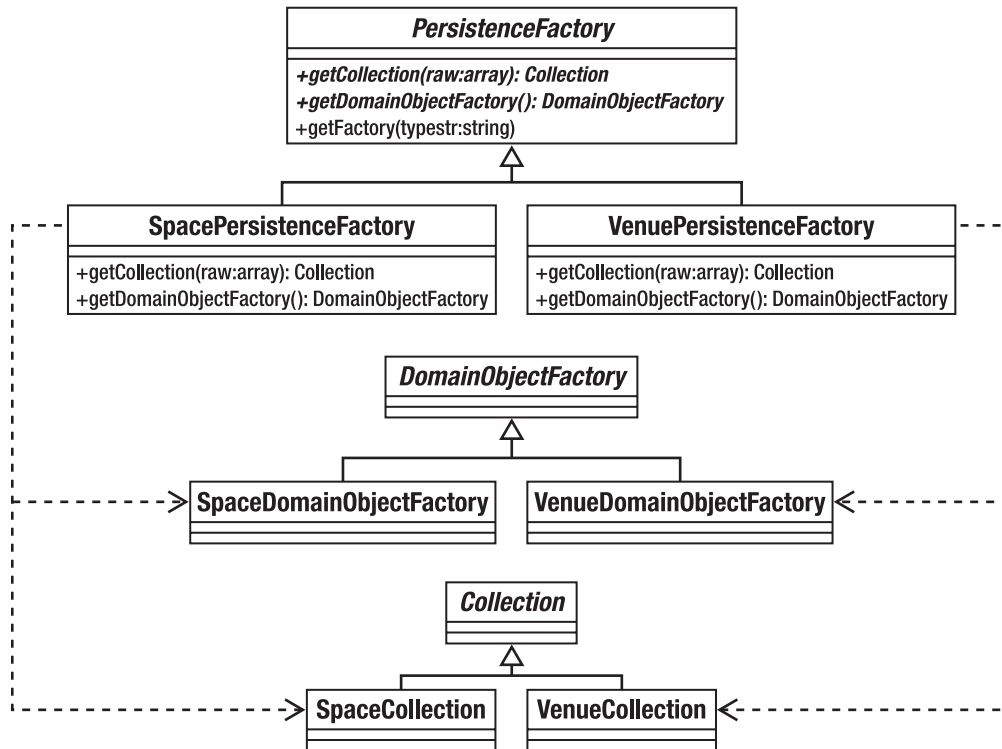 PersistenceFactory
+getCollection(raw:array): Collection
+getDomainObjectFactory(): DomainObjectFactory
+getFactory(typestr:string)
SpacePersistenceFactory
+getCollection(raw:array): Collection
+getDomainObjectFactory(): DomainObjectFactory
VenuePersistenceFactory
+getCollection(raw:array): Collection
+getDomainObjectFactory(): DomainObjectFactory
DomainObjectFactory
SpaceDomainObjectFactory
VenueDomainObjectFactory
Collection
SpaceCollection
VenueCollection